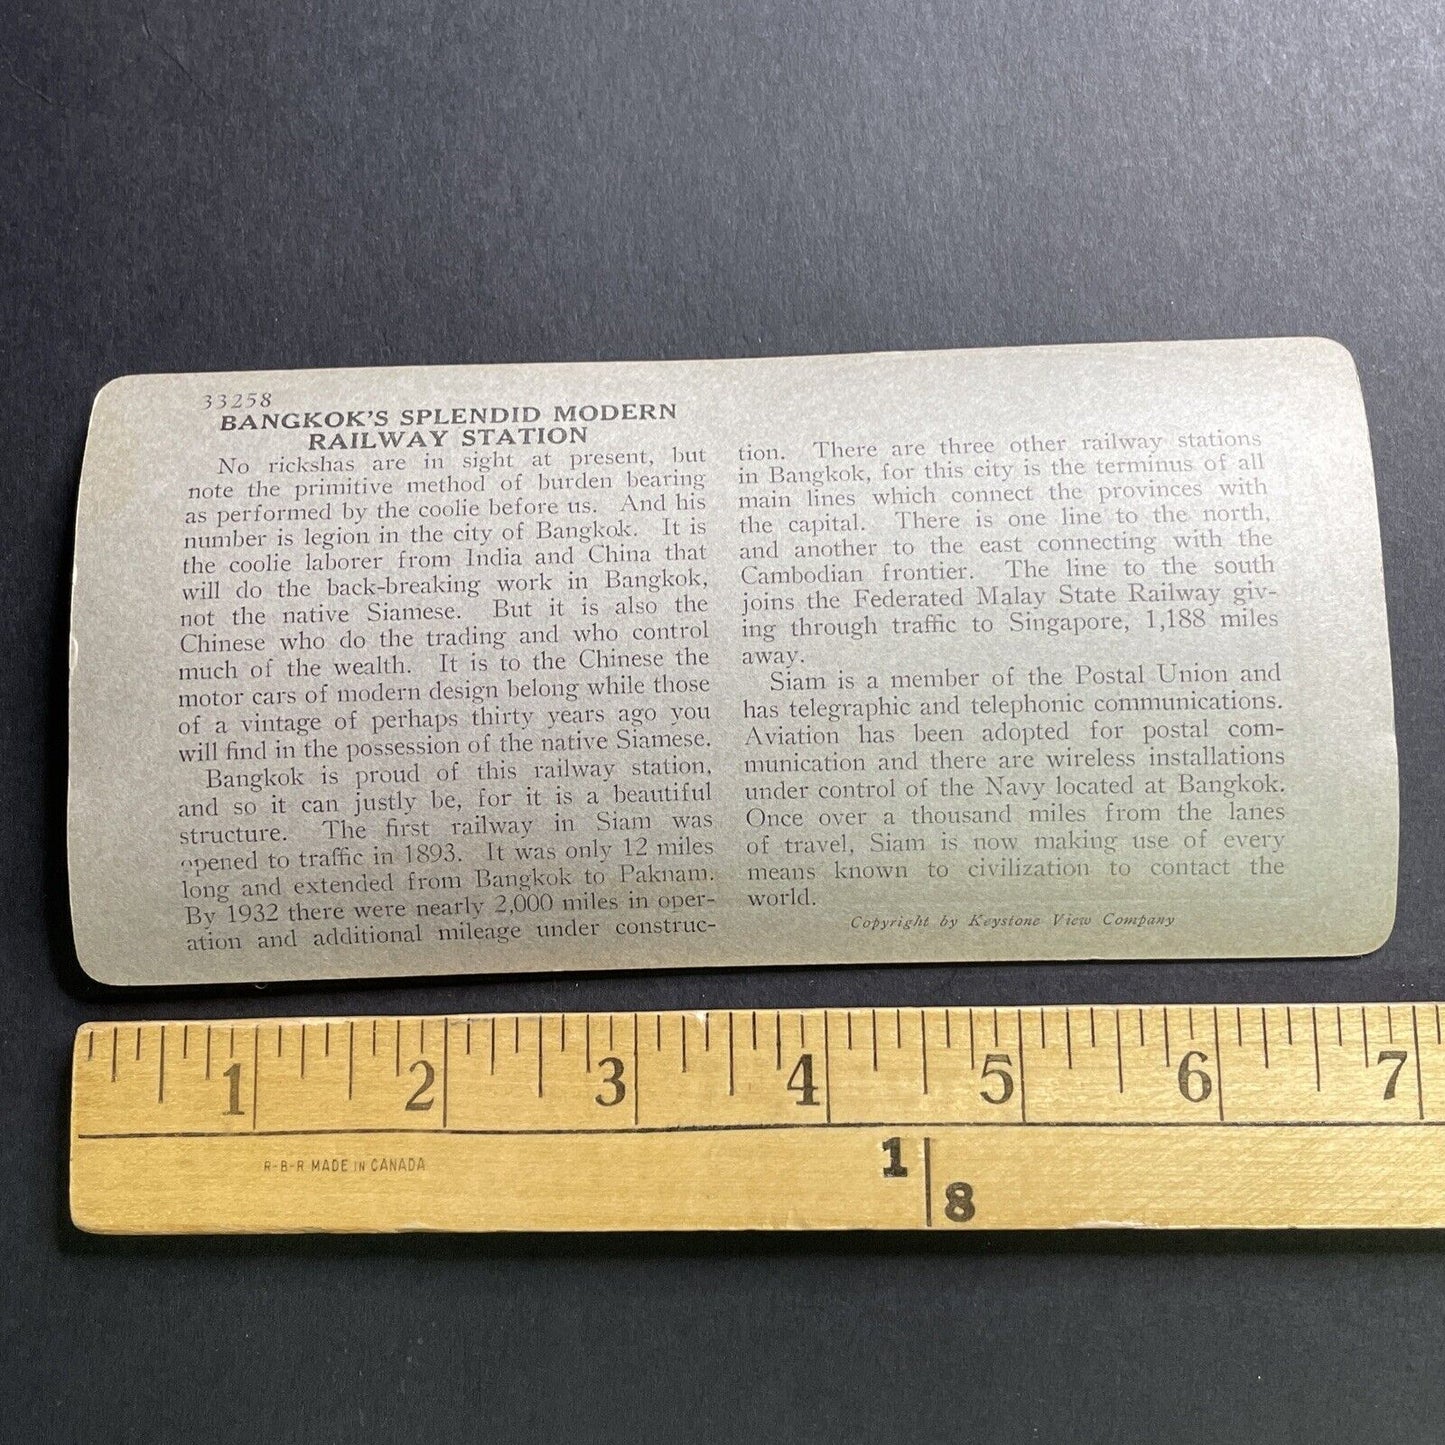 33258
BANGKOK'S SPLENDID MODERN
RAILWAY STATION
No rickshas are in sight at present, but
note the primitive method of burden bearing
as performed by the coolie before us. And his
number is legion in the city of Bangkok. It is
the coolie laborer from India and China that
will do the back-breaking work in Bangkok,
not the native Siamese. But it is also the
Chinese who do the trading and who control
much of the wealth. It is to the Chinese the
motor cars of modern design belong while those
of a vintage of perhaps thirty years ago you
will find in the possession of the native Siamese.
Bangkok is proud of this railway station,
and so it can justly be, for it is a beautiful
structure. The first railway in Siam was
opened to traffic in 1893. It was only 12 miles
long and extended from Bangkok to Paknam.
By 1932 there were nearly 2,000 miles in oper-
ation and additional mileage under construc-
tion. There are three other railway stations
in Bangkok, for this city is the terminus of all
main lines which connect the provinces with
the capital. There is one line to the north,
and another to the east connecting with the
Cambodian frontier. The line to the south
joins the Federated Malay State Railway giv-
ing through traffic to Singapore, 1,188 miles
away.
Siam is a member of the Postal Union and
has telegraphic and telephonic communications.
Aviation has been adopted for postal com-
munication and there are wireless installations
under control of the Navy located at Bangkok.
Once over a thousand miles from the lanes
of travel, Siam is now making use of every
means known to civilization to contact the
world.
Copyright by Keystone View Company
1 2 3 4 5 6 7
R-B-R MADE IN CANADA
1 8